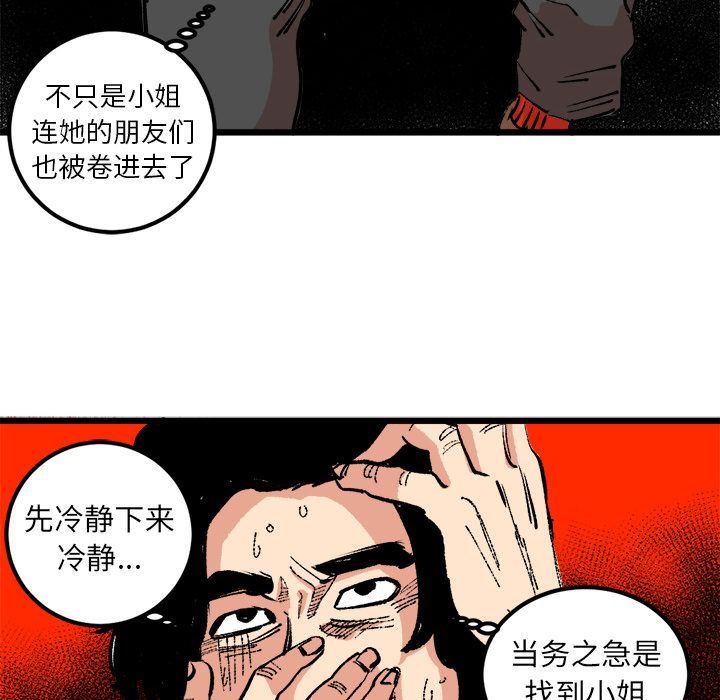 不只是小姐
连她的朋友们
也被卷进去了
先冷静下来
冷静...
当务之急是
找到小姐